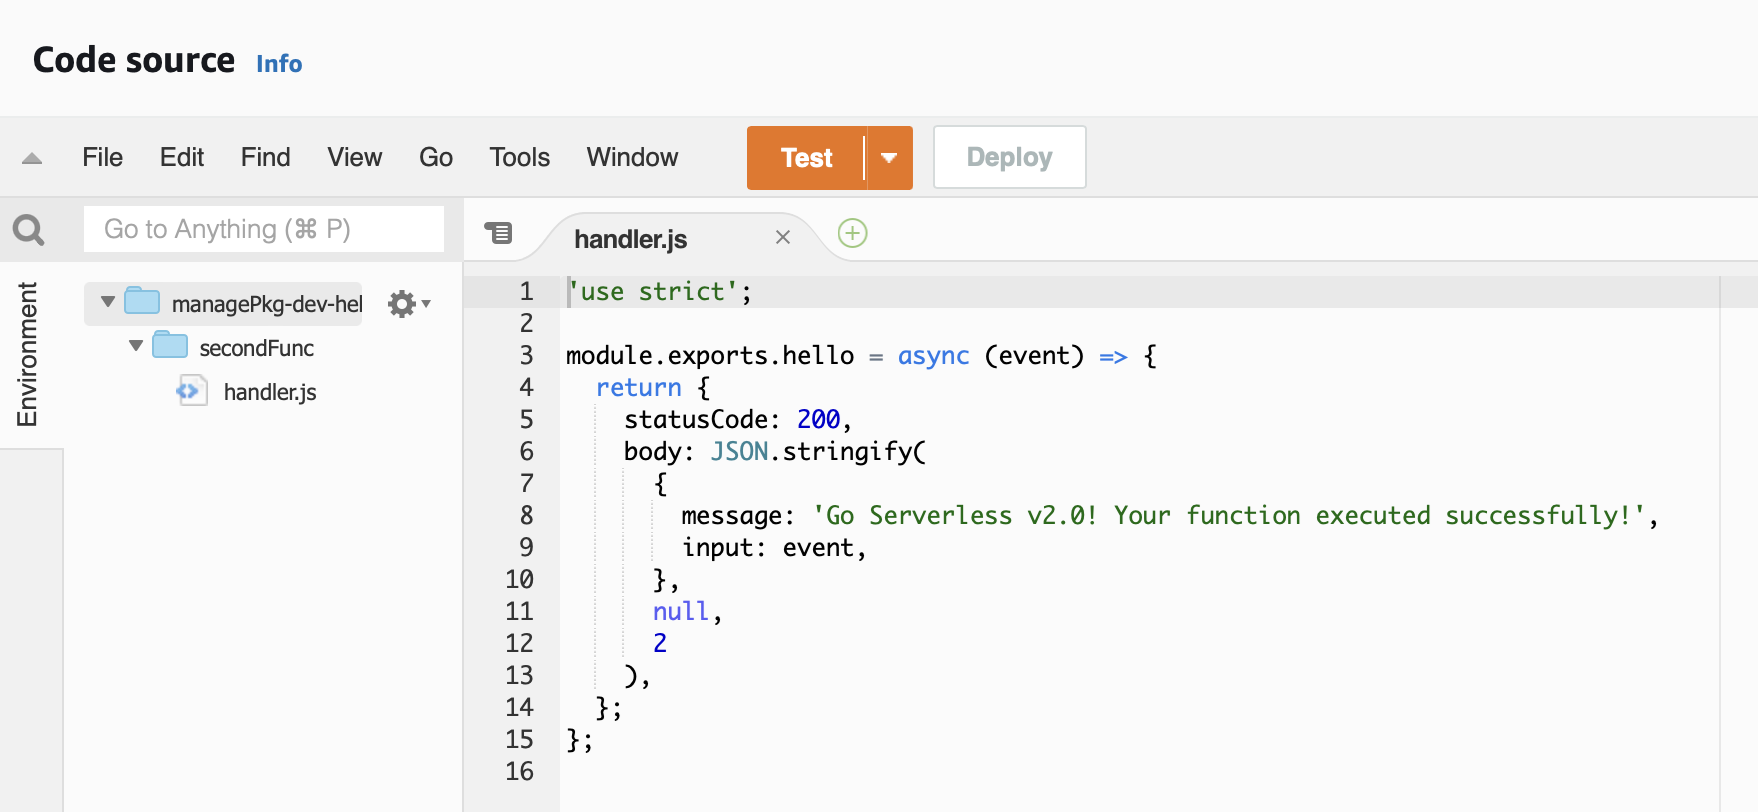 Code source Info
File Edit Find View Go Tools Window Test Deploy
Go to Anything (⌘ P)
handler.js
Environment
managePkg-dev-hel
secondFunc
handler.js
1 'use strict';
2
3 module.exports.hello = async (event) => {
4 return {
5 statusCode: 200,
6 body: JSON.stringify(
7 {
8 message: 'Go Serverless v2.0! Your function executed successfully!',
9 input: event,
10 },
11 null,
12 2
13 ),
14 };
15 };
16